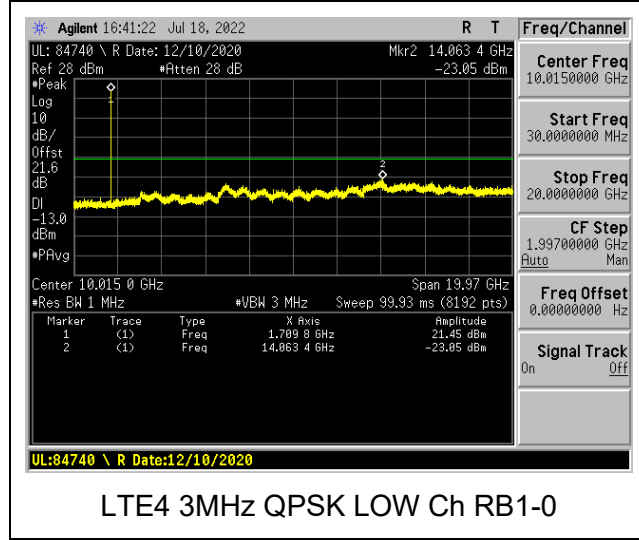 Agilent 16:41:22 Jul 18, 2022 R T
UL: 84740 \ R Date: 12/10/2020 Mkr2 14.063 4 GHz
Ref 28 dBm #Atten 28 dB -23.05 dBm
#Peak
Log
10
dB/
Offst
21.6
dB
DI
-13.0
dBm
#PAvg
1
2
Center 10.015 0 GHz Span 19.97 GHz
#Res BW 1 MHz #VBW 3 MHz Sweep 99.93 ms (8192 pts)
Marker Trace Type X Axis Amplitude
1 (1) Freq 1.709 8 GHz 21.45 dBm
2 (1) Freq 14.063 4 GHz -23.05 dBm
UL:84740 \ R Date:12/10/2020
Freq/Channel
Center Freq
10.0150000 GHz
Start Freq
30.0000000 MHz
Stop Freq
20.0000000 GHz
CF Step
1.99700000 GHz
Auto Man
Freq Offset
0.00000000 Hz
Signal Track
On Off
LTE4 3MHz QPSK LOW Ch RB1-0